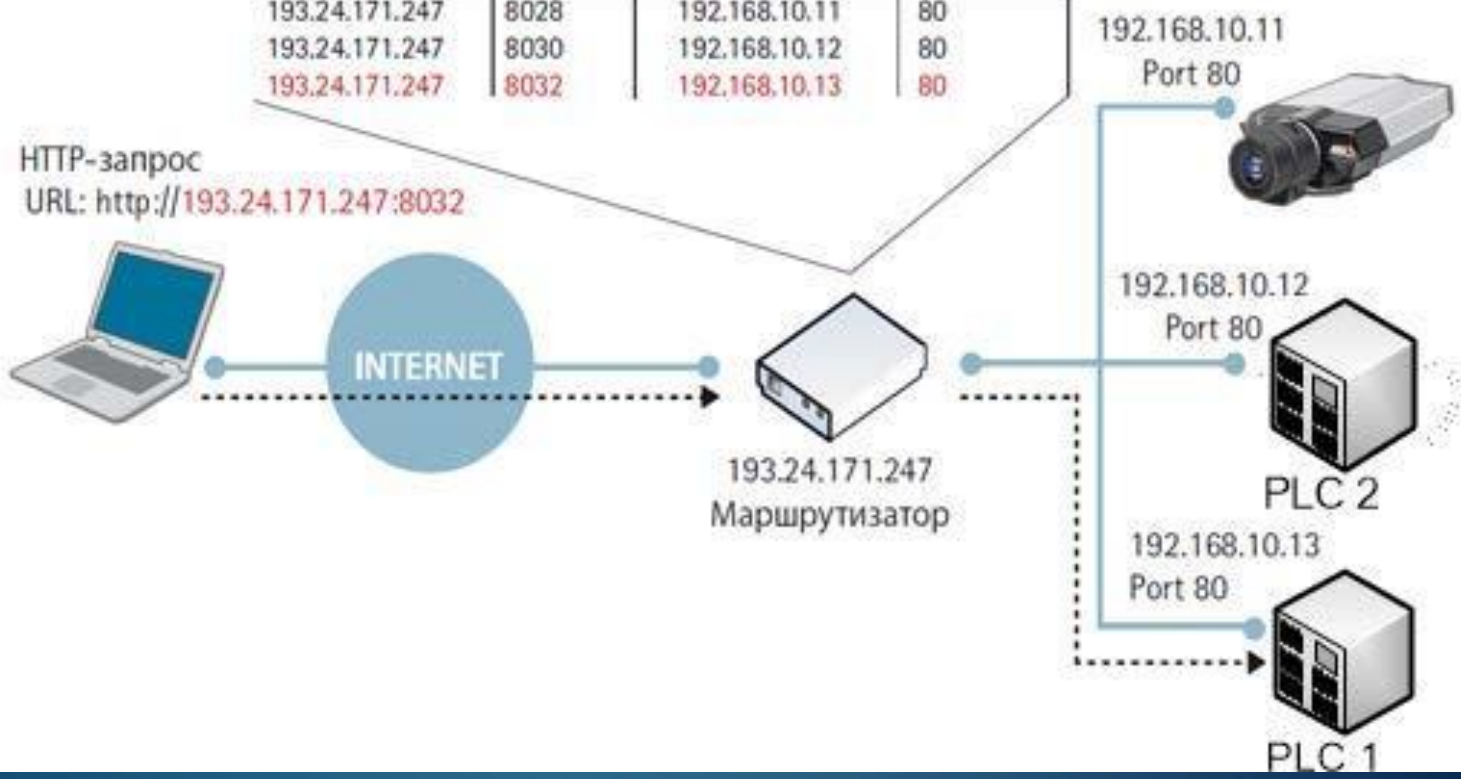 193.24.171.247 8028 192.168.10.11 80
193.24.171.247 8030 192.168.10.12 80
193.24.171.247 8032 192.168.10.13 80
192.168.10.11
Port 80
HTTP-запрос
URL: http://193.24.171.247:8032
192.168.10.12
Port 80
INTERNET
193.24.171.247
Маршрутизатор
PLC 2
192.168.10.13
Port 80
PLC 1